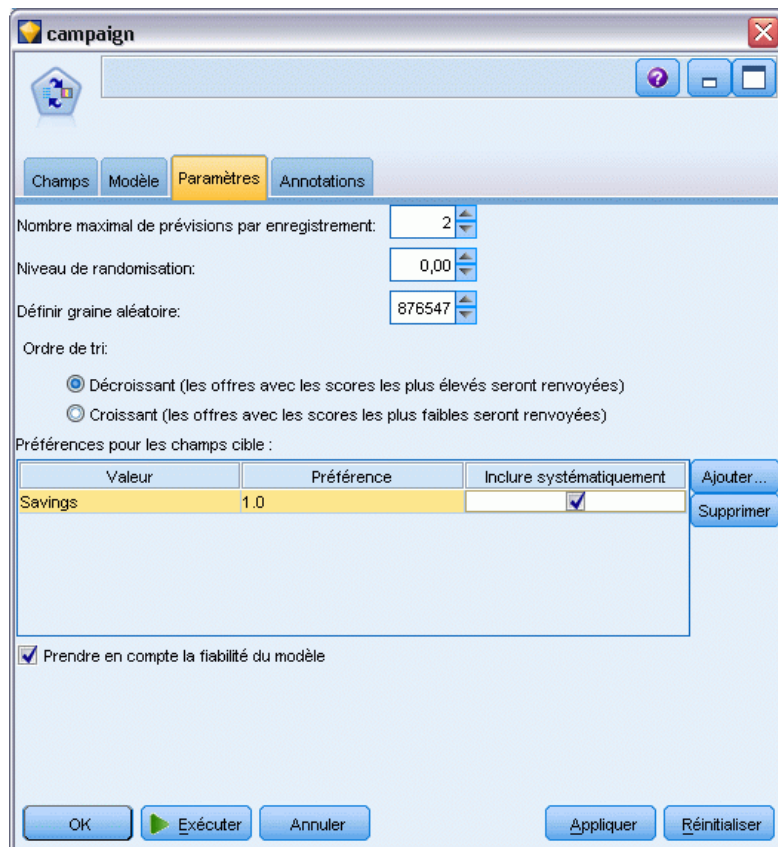 campaign
?
Champs Modèle Paramètres Annotations
Nombre maximal de prévisions par enregistrement: 2
Niveau de randomisation: 0,00
Définir graine aléatoire: 876547
Ordre de tri:
Décroissant (les offres avec les scores les plus élevés seront renvoyées)
Croissant (les offres avec les scores les plus faibles seront renvoyées)
Préférences pour les champs cible :
Valeur Préférence Inclure systématiquement Ajouter...
Savings 1.0 Supprimer
Prendre en compte la fiabilité du modèle
OK Exécuter Annuler Appliquer Réinitialiser